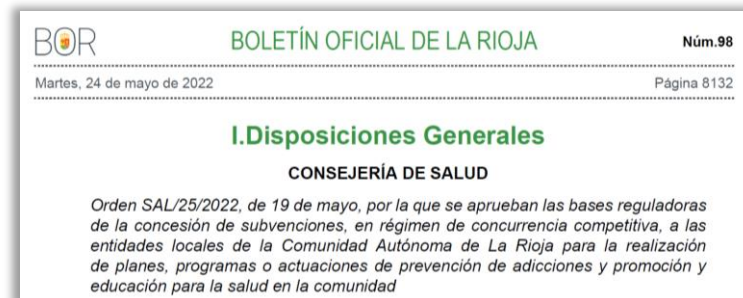 BOR
BOLETÍN OFICIAL DE LA RIOJA
Núm.98
Martes, 24 de mayo de 2022
Página 8132
I.Disposiciones Generales
CONSEJERÍA DE SALUD
Orden SAL/25/2022, de 19 de mayo, por la que se aprueban las bases reguladoras
de la concesión de subvenciones, en régimen de concurrencia competitiva, a las
entidades locales de la Comunidad Autónoma de La Rioja para la realización
de planes, programas o actuaciones de prevención de adicciones y promoción y
educación para la salud en la comunidad